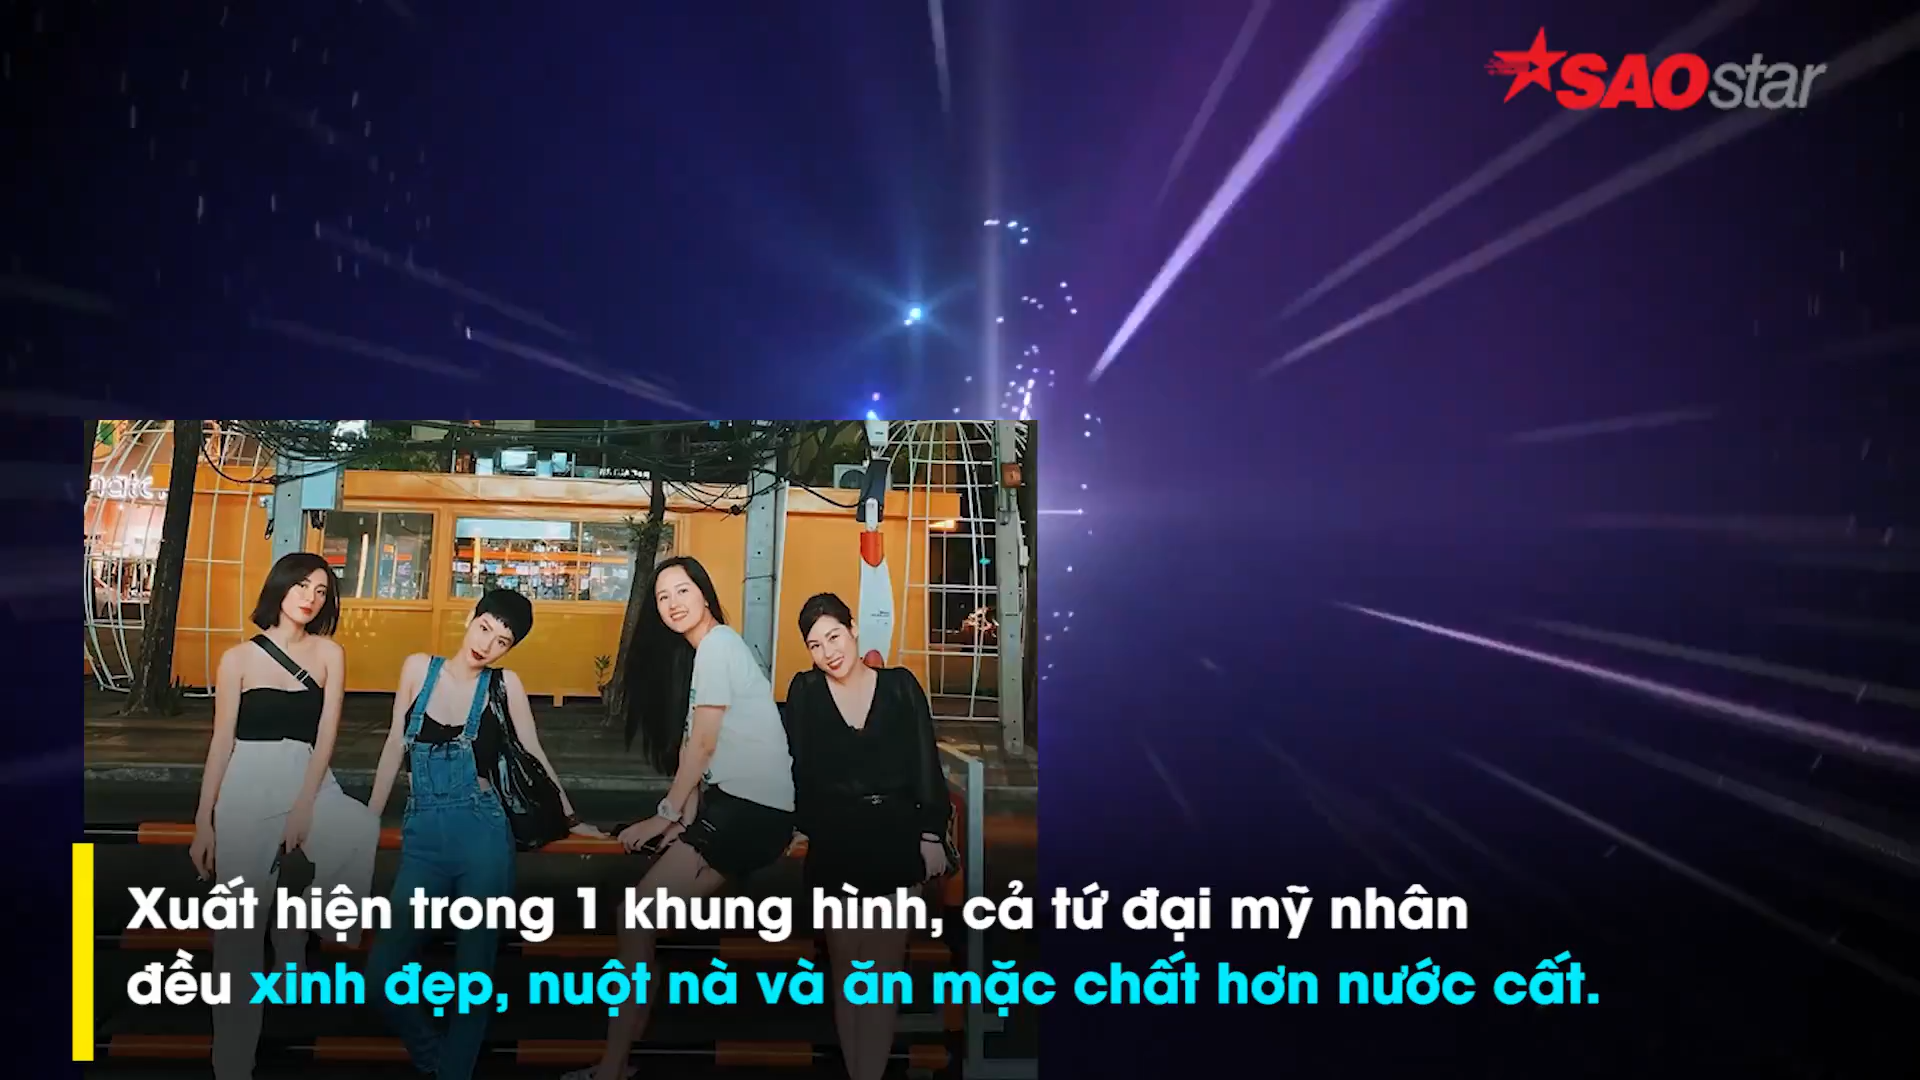 SAOstar
Xuất hiện trong 1 khung hình, cả tứ đại mỹ nhân
đều xinh đẹp, nuột nà và ăn mặc chất hơn nước cất.